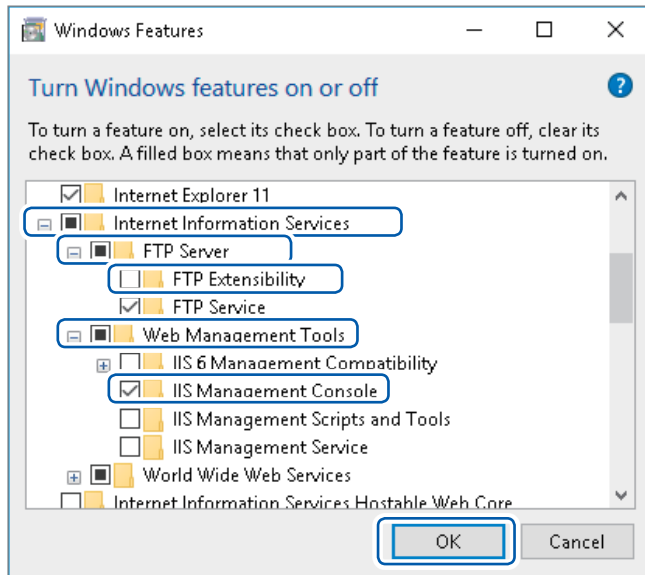 Windows Features
Turn Windows features on or off
?
To turn a feature on, select its check box. To turn a feature off, clear its
check box. A filled box means that only part of the feature is turned on.
Internet Explorer 11
Internet Information Services
FTP Server
FTP Extensibility
FTP Service
Web Management Tools
IIS 6 Management Compatibility
IIS Management Console
IIS Management Scripts and Tools
IIS Management Service
World Wide Web Services
Internet Information Services Hostable Web Core
OK
Cancel